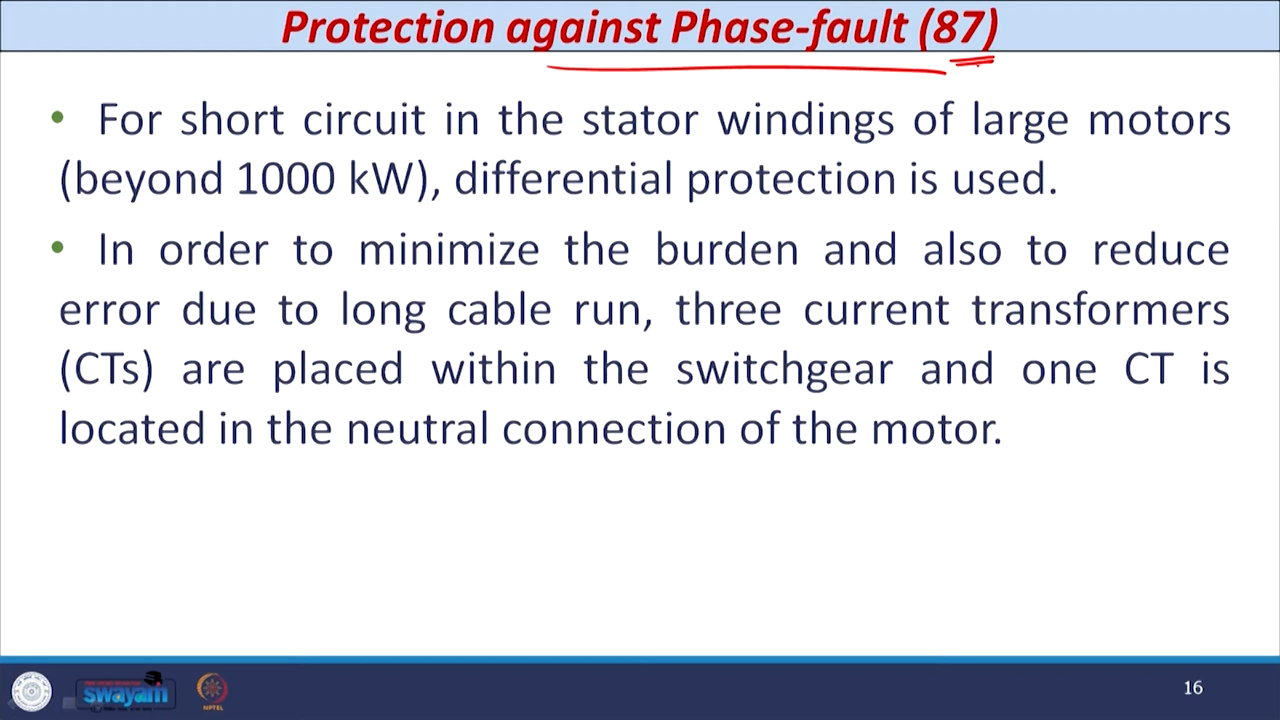 Protection against Phase-fault (87)
• For short circuit in the stator windings of large motors
(beyond 1000 kW), differential protection is used.
• In order to minimize the burden and also to reduce
error due to long cable run, three current transformers
(CTs) are placed within the switchgear and one CT is
located in the neutral connection of the motor.
swayam
NPTEL
16